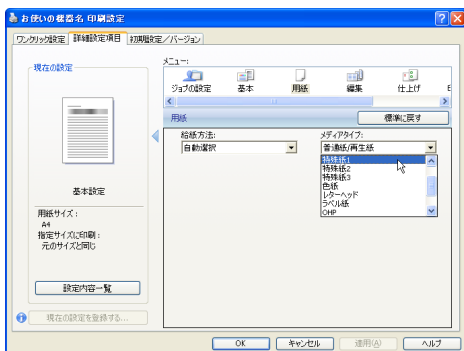 お使いの機器名 印刷設定
ワンクリック設定 詳細設定項目 初期設定/バージョン
現在の設定
基本設定
用紙サイズ：
A4
指定サイズに印刷：
元のサイズと同じ
設定内容一覧
現在の設定を登録する...
メニュー:
ジョブの設定 基本 用紙 編集 仕上げ
用紙
標準に戻す
給紙方法:
自動選択
メディアタイプ:
普通紙/再生紙
特殊紙1
特殊紙2
特殊紙3
色紙
レターヘッド
ラベル紙
OHP
OK キャンセル 適用(A) ヘルプ